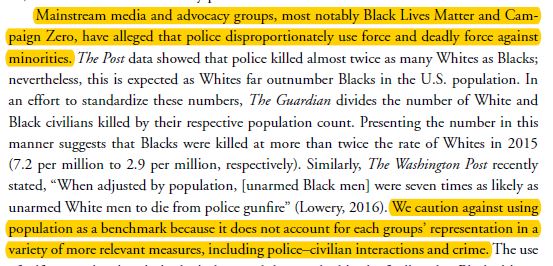 Mainstream media and advocacy groups, most notably Black Lives Matter and Cam-
paign Zero, have alleged that police disproportionately use force and deadly force against
minorities. The Post data showed that police killed almost twice as many Whites as Blacks;
nevertheless, this is expected as Whites far outnumber Blacks in the U.S. population. In
an effort to standardize these numbers, The Guardian divides the number of White and
Black civilians killed by their respective population count. Presenting the number in this
manner suggests that Blacks were killed at more than twice the rate of Whites in 2015
(7.2 per million to 2.9 per million, respectively). Similarly, The Washington Post recently
stated, “When adjusted by population, [unarmed Black men] were seven times as likely as
unarmed White men to die from police gunfire” (Lowery, 2016). We caution against using
population as a benchmark because it does not account for each groups’ representation in a
variety of more relevant measures, including police–civilian interactions and crime. The use